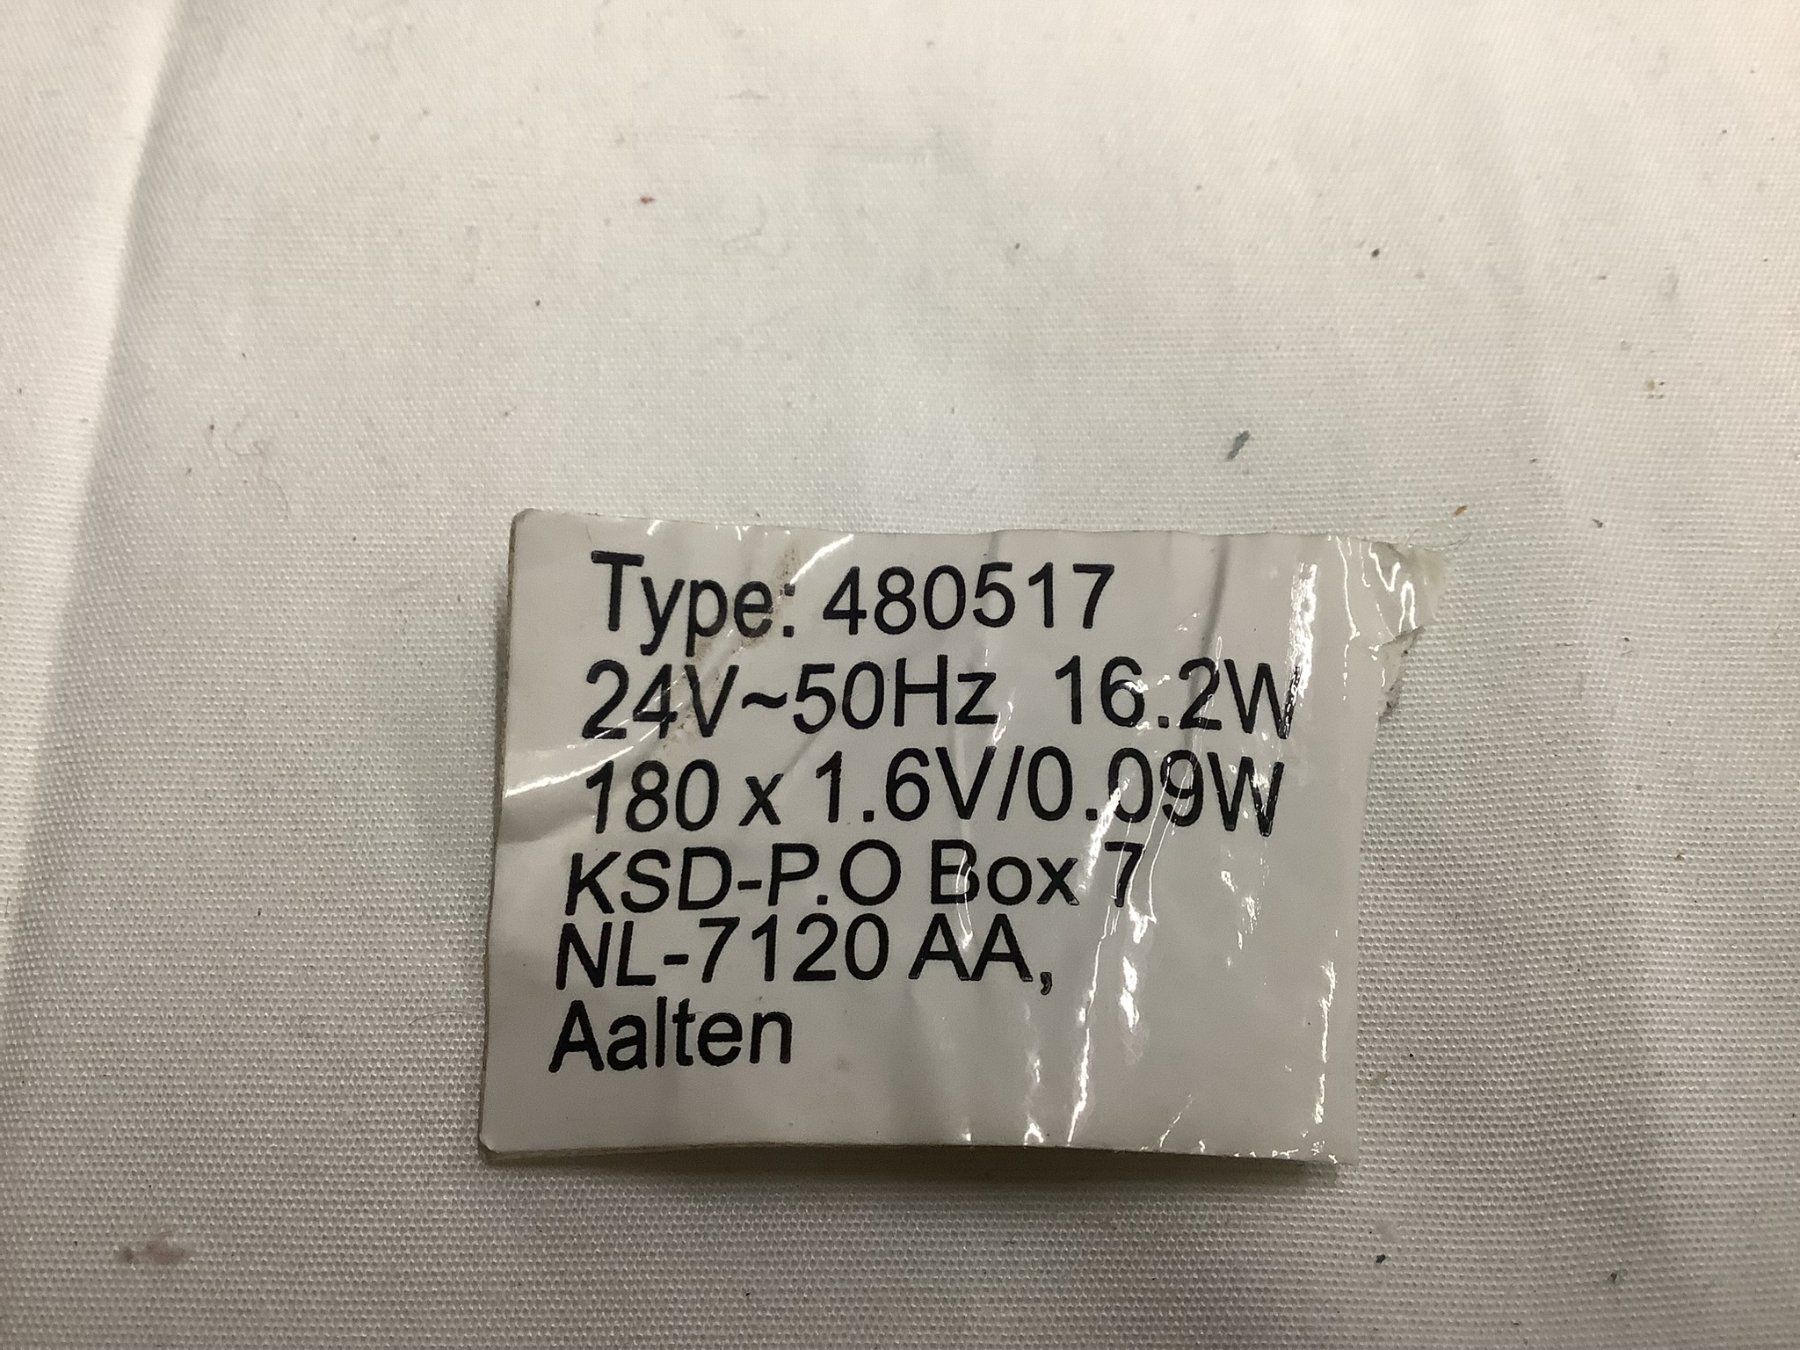 Type: 480517
24V~50Hz 16.2W
180 x 1.6V/0.09W
KSD-P.O Box 7
NL-7120 AA,
Aalten